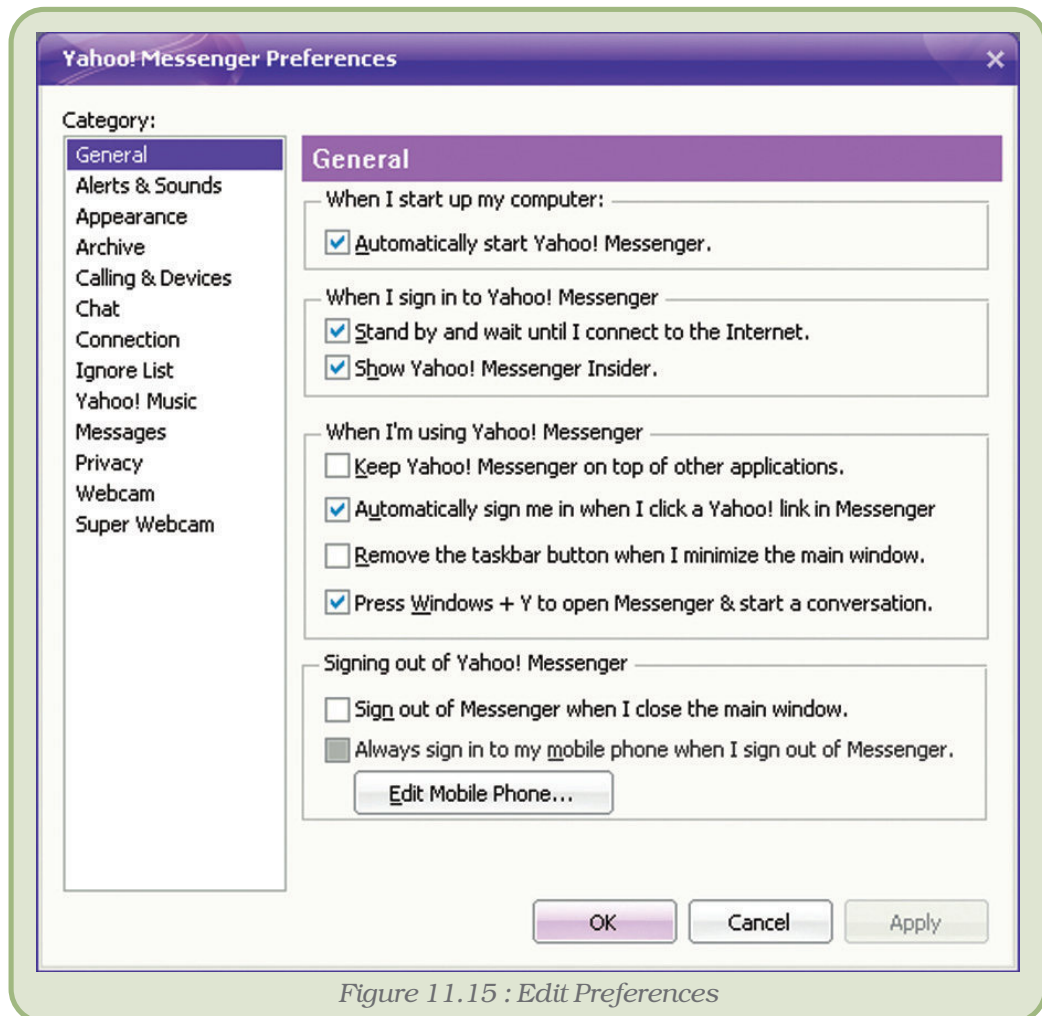 Yahoo! Messenger Preferences
Category:
General
Alerts & Sounds
Appearance
Archive
Calling & Devices
Chat
Connection
Ignore List
Yahoo! Music
Messages
Privacy
Webcam
Super Webcam
General
When I start up my computer:
Automatically start Yahoo! Messenger.
When I sign in to Yahoo! Messenger
Stand by and wait until I connect to the Internet.
Show Yahoo! Messenger Insider.
When I'm using Yahoo! Messenger
Keep Yahoo! Messenger on top of other applications.
Automatically sign me in when I click a Yahoo! link in Messenger
Remove the taskbar button when I minimize the main window.
Press Windows + Y to open Messenger & start a conversation.
Signing out of Yahoo! Messenger
Sign out of Messenger when I close the main window.
Always sign in to my mobile phone when I sign out of Messenger.
Edit Mobile Phone...
OK
Cancel
Apply
Figure 11.15 : Edit Preferences